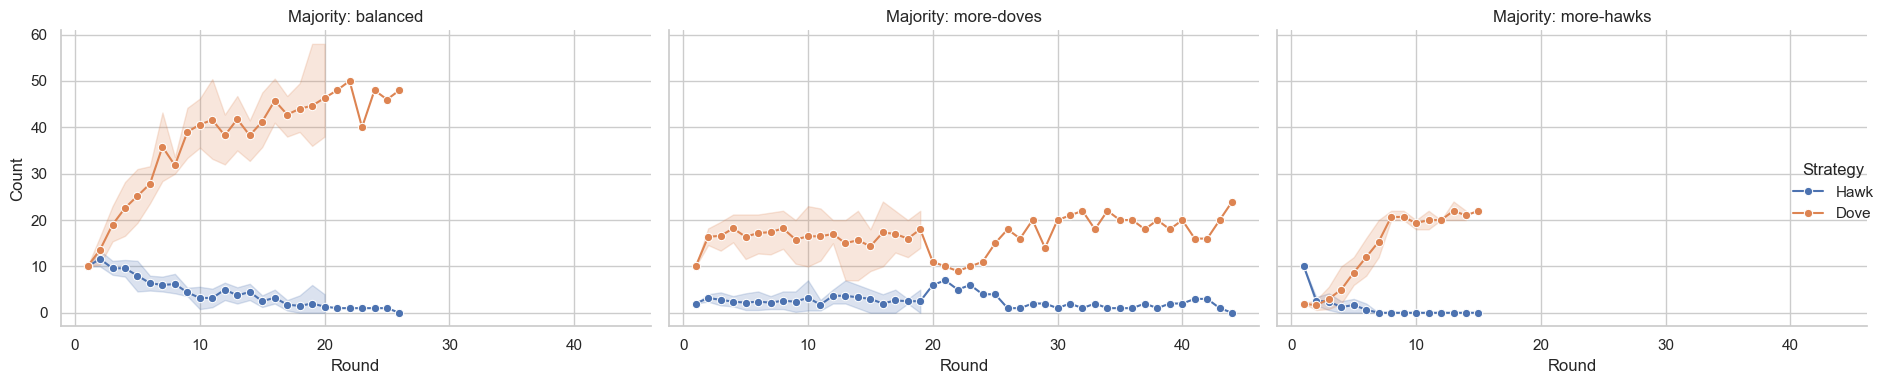 Majority: balanced
Majority: more-doves
Majority: more-hawks
60
50
40
30
20
10
0
Count
0 10 20 30 40
0 10 20 30 40
0 10 20 30 40
Round
Round
Round
Strategy
Hawk
Dove